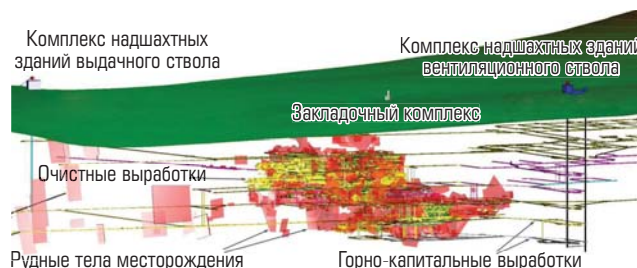 Комплекс надшахтных
зданий выдачного ствола
Комплекс надшахтных зданий
вентиляционного ствола
Закладочный комплекс
Очистные выработки
Рудные тела месторождения
Горно-капитальные выработки